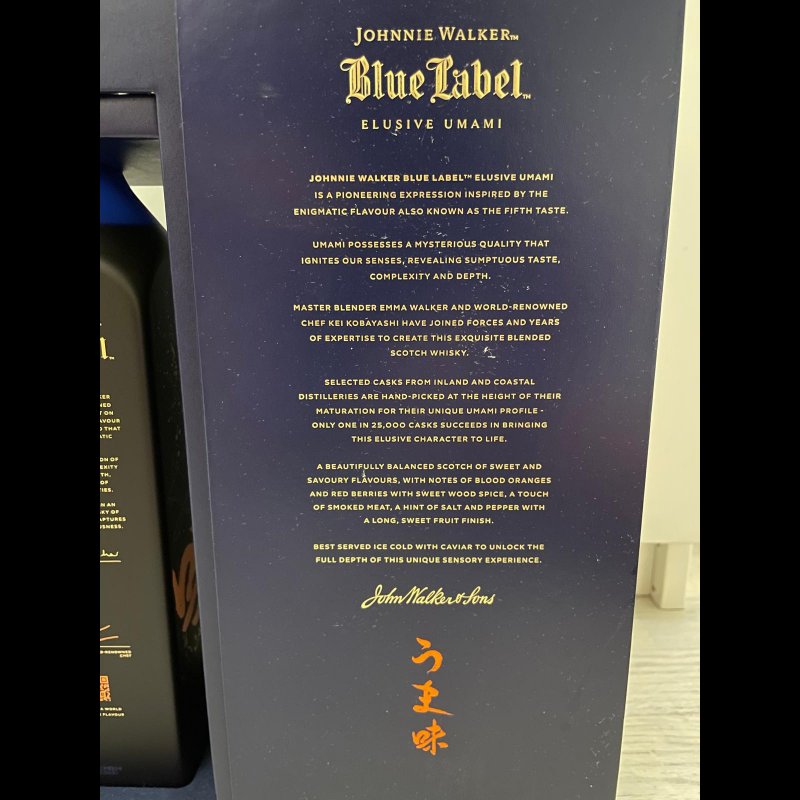 JOHNNIE WALKER™
Blue Label™
ELUSIVE UMAMI
JOHNNIE WALKER BLUE LABEL™ ELUSIVE UMAMI
IS A PIONEERING EXPRESSION INSPIRED BY THE
ENIGMATIC FLAVOUR ALSO KNOWN AS THE FIFTH TASTE.
UMAMI POSSESSES A MYSTERIOUS QUALITY THAT
IGNITES OUR SENSES, REVEALING SUMPTUOUS TASTE,
COMPLEXITY AND DEPTH.
MASTER BLENDER EMMA WALKER AND WORLD-RENOWNED
CHEF KEI KOBAYASHI HAVE JOINED FORCES AND YEARS
OF EXPERTISE TO CREATE THIS EXQUISITE BLENDED
SCOTCH WHISKY.
SELECTED CASKS FROM INLAND AND COASTAL
DISTILLERIES ARE HAND-PICKED AT THE HEIGHT OF THEIR
MATURATION FOR THEIR UNIQUE UMAMI PROFILE -
ONLY ONE IN 25,000 CASKS SUCCEEDS IN BRINGING
THIS ELUSIVE CHARACTER TO LIFE.
A BEAUTIFULLY BALANCED SCOTCH OF SWEET AND
SAVOURY FLAVOURS, WITH NOTES OF BLOOD ORANGES
AND RED BERRIES WITH SWEET WOOD SPICE, A TOUCH
OF SMOKED MEAT, A HINT OF SALT AND PEPPER WITH
A LONG, SWEET FRUIT FINISH.
BEST SERVED ICE COLD WITH CAVIAR TO UNLOCK THE
FULL DEPTH OF THIS UNIQUE SENSORY EXPERIENCE.
John Walker & Sons
うま味